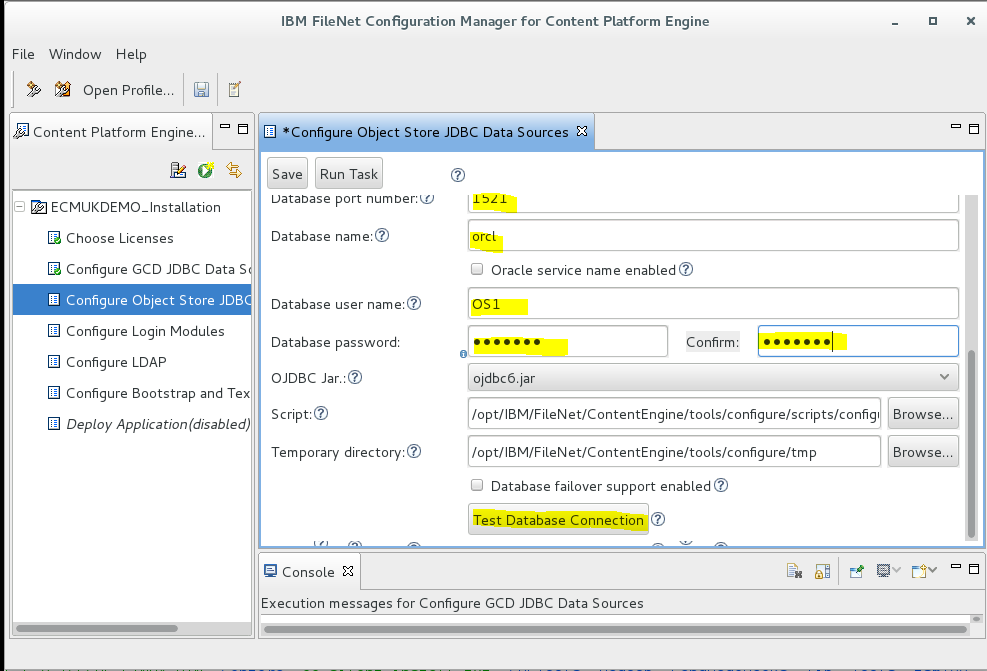 IBM FileNet Configuration Manager for Content Platform Engine
File Window Help
Open Profile...
Content Platform Engine...
*Configure Object Store JDBC Data Sources
Save Run Task
ECMUKDEMO_Installation
Choose Licenses
Configure GCD JDBC Data So
Configure Object Store JDBC
Configure Login Modules
Configure LDAP
Configure Bootstrap and Tex
Deploy Application(disabled)
Database port number: 1521
Database name: orcl
Oracle service name enabled
Database user name: OS1
Database password: ●●●●●●● Confirm: ●●●●●●●
OJDBC Jar.: ojdbc6.jar
Script: /opt/IBM/FileNet/ContentEngine/tools/configure/scripts/configu Browse...
Temporary directory: /opt/IBM/FileNet/ContentEngine/tools/configure/tmp Browse...
Database failover support enabled
Test Database Connection
Console
Execution messages for Configure GCD JDBC Data Sources